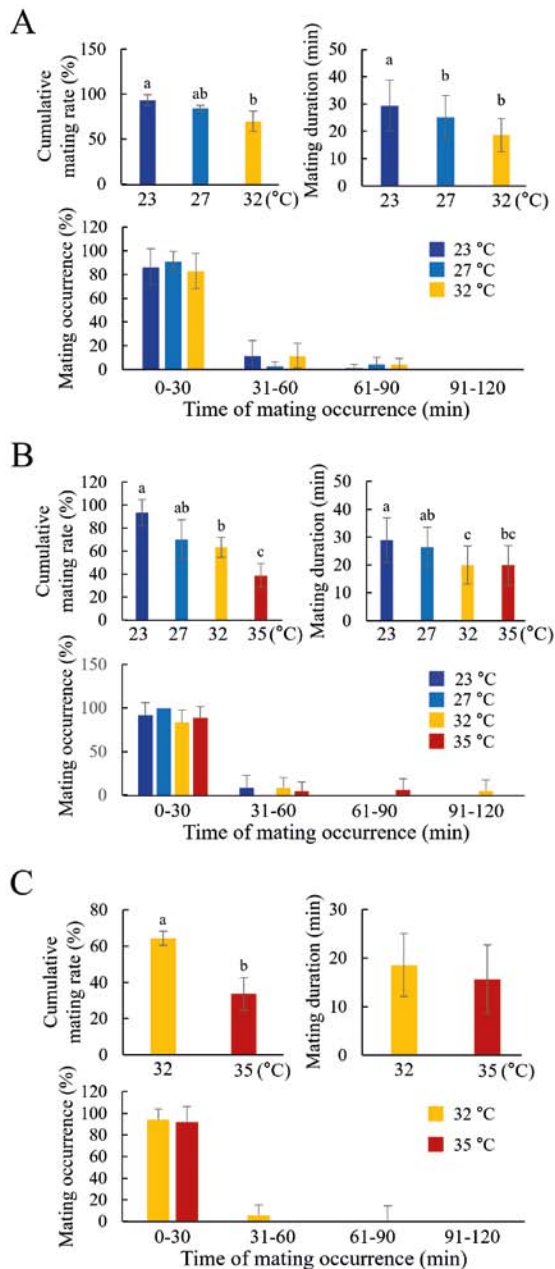 A
Cumulative
mating rate (%)
150
100
50
0
a
ab
b
23 27 32 (°C)
Mating duration (min)
50
40
30
20
10
0
a
b
b
23 27 32 (°C)
Mating occurrence (%)
100
80
60
40
20
0
23 °C
27 °C
32 °C
0-30 31-60 61-90 91-120
Time of mating occurrence (min)
B
Cumulative
mating rate (%)
120
100
80
60
40
20
0
a
ab
b
c
23 27 32 35 (°C)
Mating duration (min)
50
40
30
20
10
0
a
ab
c
bc
23 27 32 35 (°C)
Mating occurrence (%)
150
100
50
0
23 °C
27 °C
32 °C
35 °C
0-30 31-60 61-90 91-120
Time of mating occurrence (min)
C
Cumulative
mating rate (%)
80
60
40
20
0
a
b
32 35 (°C)
Mating duration (min)
30
20
10
0
32 35 (°C)
Mating occurrence (%)
120
100
80
60
40
20
0
32 °C
35 °C
0-30 31-60 61-90 91-120
Time of mating occurrence (min)